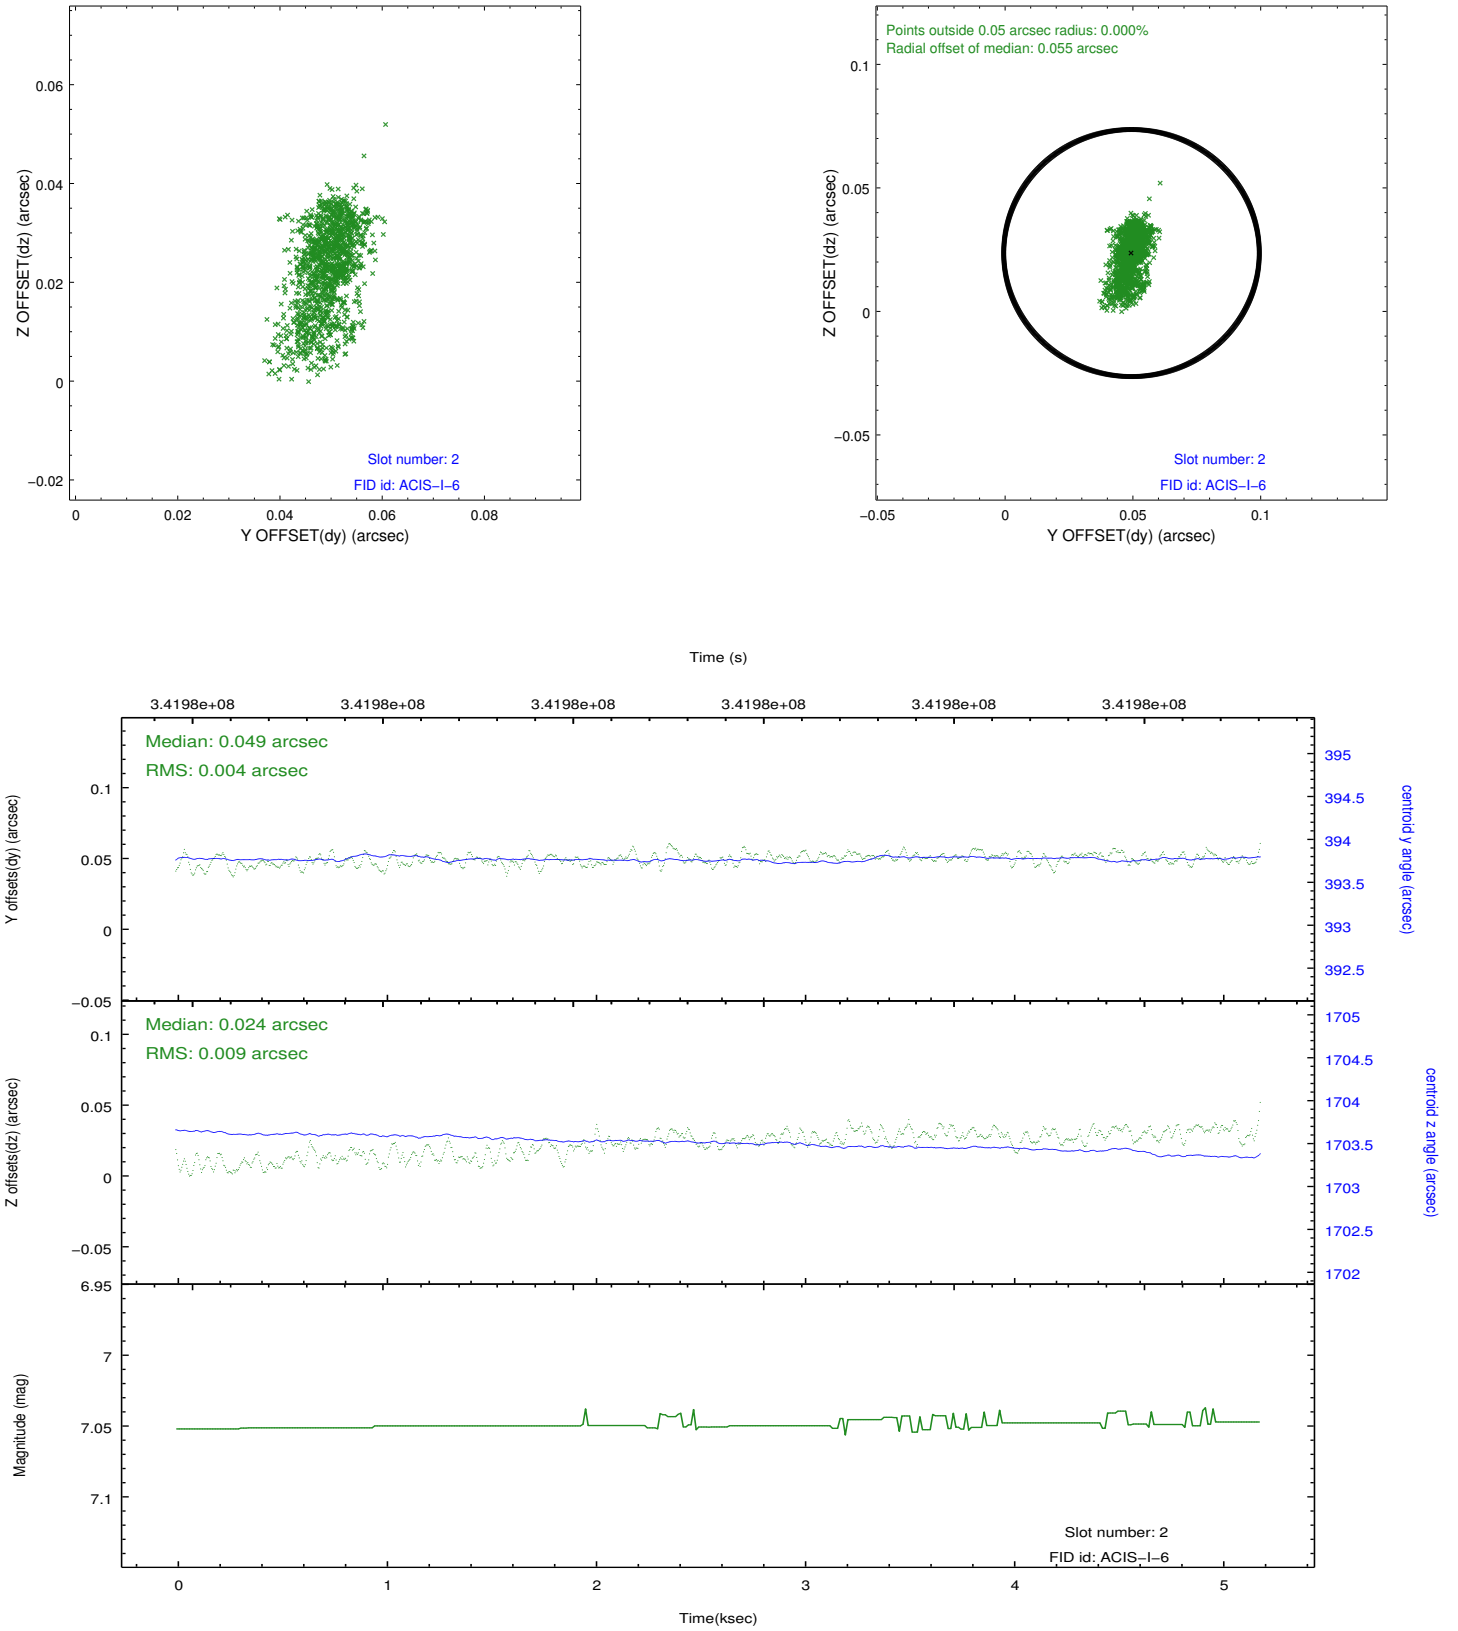 0.06
0.04
0.02
0
−0.02
Z OFFSET(dz) (arcsec)
Slot number: 2
FID id: ACIS−I−6
0 0.02 0.04 0.06 0.08
Y OFFSET(dy) (arcsec)
Points outside 0.05 arcsec radius: 0.000%
Radial offset of median: 0.055 arcsec
0.1
0.05
0
−0.05
Z OFFSET(dz) (arcsec)
Slot number: 2
FID id: ACIS−I−6
−0.05 0 0.05 0.1
Y OFFSET(dy) (arcsec)
Time (s)
3.4198e+08 3.4198e+08 3.4198e+08 3.4198e+08 3.4198e+08 3.4198e+08
Median: 0.049 arcsec
RMS: 0.004 arcsec
0.1
0.05
0
−0.05
Y offsets(dy) (arcsec)
395
394.5
394
393.5
393
392.5
centroid y angle (arcsec)
Median: 0.024 arcsec
RMS: 0.009 arcsec
0.1
0.05
0
−0.05
Z offsets(dz) (arcsec)
1705
1704.5
1704
1703.5
1703
1702.5
1702
centroid z angle (arcsec)
6.95
7
7.05
7.1
Magnitude (mag)
Slot number: 2
FID id: ACIS−I−6
0 1 2 3 4 5
Time(ksec)